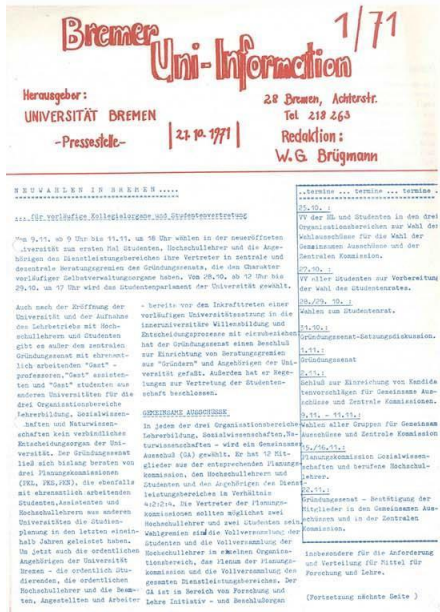 Bremer
Uni-Information
1/71
Herausgeber:
UNIVERSITÄT BREMEN
-Pressestelle-
21.10.1971
28 Bremen, Achterstr.
Tel 218 263
Redaktion:
W.G. Brügmann
NEUWAHLEN IN BREMEN.....
... für vorläufige Kollegialorgane und Studentenvertretung
9.11. ab 9 Uhr bis 11.11. um 18 Uhr wählen in der neueröffneten
iversität zum ersten Mal Studenten, Hochschullehrer und die Ange-
hörigen des Dienstleistungsbereiches ihre Vertreter in zentrale und
dezentrale Beratungsgremien des Gründungssenats, die den Charakter
vorläufiger Selbstverwaltungsorgane haben. Von 28.10. ab 12 Uhr bis
29.10. um 17 Uhr wird das Studentenparlament der Universität gewählt.
Auch nach der Eröffnung der
Universität und der Aufnahme
des Lehrbetriebs mit Hoch-
schullehrern und Studenten
gibt es außer dem zentralen
Gründungssenat mit ehrenamt-
lich arbeitenden "Gast" -
professoren,"Gast" assisten-
ten und "Gast" studenten aus
anderen Universitäten für die
drei Organisationsbereiche
Lehrerbildung, Sozialwissen-
haften und Naturwissen-
schaften kein verbindliches
Entscheidungsorgan der Uni-
versität. Der Gründungssenat
ließ sich bislang beraten von
drei Planungskommissionen
(PKL, PKS,PKN), die ebenfalls
mit ehrenamtlich arbeitenden
Studenten,Assistenten und
Hochschullehrern aus anderen
Universitäten die Studien-
planung in den letzten einein-
halb Jahren geleistet haben.
Um jetzt auch die ordentlichen
Angehörigen der Universität
Bremen - die ordentlich Stu-
dierenden, die ordentlichen
Hochschullehrer und die Beam-
ten, Angestellten und Arbeiter
- bereits vor dem Inkrafttreten einer
vorläufigen Universitätssatzung in die
inneruniversitäre Willensbildung und
Entscheidungsprozesse mit einzubeziehen
hat der Gründungssenat einen Beschluß
zur Einrichtung von Beratungsgremien
aus "Gründern" und Angehörigen der Uni-
versität gefaßt. Außerdem hat er Rege-
lungen zur Vertretung der Studenten-
schaft beschlossen.
GEMEINSAME AUSSCHÜSSE
In jedem der drei Organisationsbereiche
Lehrerbildung, Sozialwissenschaften,Na-
turwissenschaften - wird ein Gemeinsamer
Ausschuß (GA) gewählt. Er hat 12 Mit-
glieder aus der entsprechenden Planungs-
kommission, den Hochschullehrern und
Studenten und den Angehörigen des Dienst
leistungsbereiches im Verhältnis
4:2:2:4. Die Vertreter der Planungs-
kommissionen sollten möglichst zwei
Hochschullehrer und zwei Studenten sein
Wahlgremien sind die Vollversammlung der
Studenten und die Vollversammlung der
Hochschullehrer in einzelnen Organisa-
tionsbereich, das Plenum der Planungs-
kommission und die Vollversammlung des
gesamten Dienstleistungsbereiches. Der
GA ist im Bereich von Forschung und
Lehre Initiativ - und Beschlußorgan
..termine ... termine ... termine .
25.10. :
VV der HL und Studenten in den drei
Organisationsbereichen zur Wahl der
Wahlausschüsse für die Wahl der
Gemeinsamen Ausschüsse und der
Zentralen Kommission.
27.10. :
VV aller Studenten zur Vorbereitung
der Wahl des Studentenrates.
28./29. 10. :
Wahlen zum Studentenrat.
31.10.:
Gründungssenat-Satzungsdiskussion.
1.11.:
Gründungssenat
2.11.:
Schluß zur Einreichung von Kandida
tenvorschlägen für Gemeinsame Aus-
schüsse und Zentrale Kommissionen.
9.11. - 11.11.:
Wahlen aller Gruppen für Gemeinsam
Ausschüsse und Zentrale Kommission
15./16.11.:
Planungskommission Sozialwissen-
schaften und berufene Hochschul-
lehrer.
22.11.:
Gründungssenat - Bestätigung der
Mitglieder in den Gemeinsamen Aus-
schüssen und in der Zentralen
Kommission.
insbesondere für die Anforderung
und Verteilung für Mittel für
Forschung und Lehre.
(Fortsetzung nächste Seite )